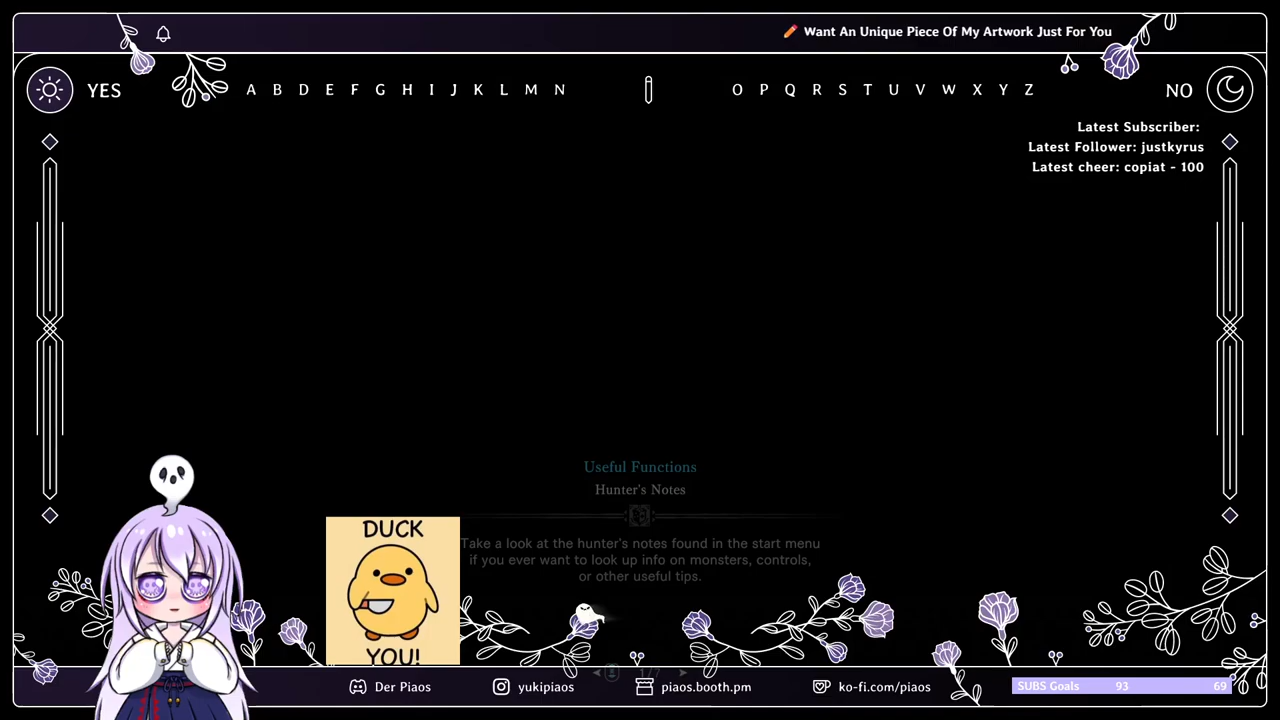 Want An Unique Piece Of My Artwork Just For You
YES
A B D E F G H I J K L M N
O P Q R S T U V W X Y Z
NO
Latest Subscriber:
Latest Follower: justkyrus
Latest cheer: copiat - 100
Useful Functions
Hunter's Notes
DUCK
Take a look at the hunter's notes found in the start menu
if you ever want to look up info on monsters, controls,
or other useful tips.
YOU!
1/7
Der Piaos
yukipiaos
piaos.booth.pm
ko-fi.com/piaos
SUBS Goals 93 69